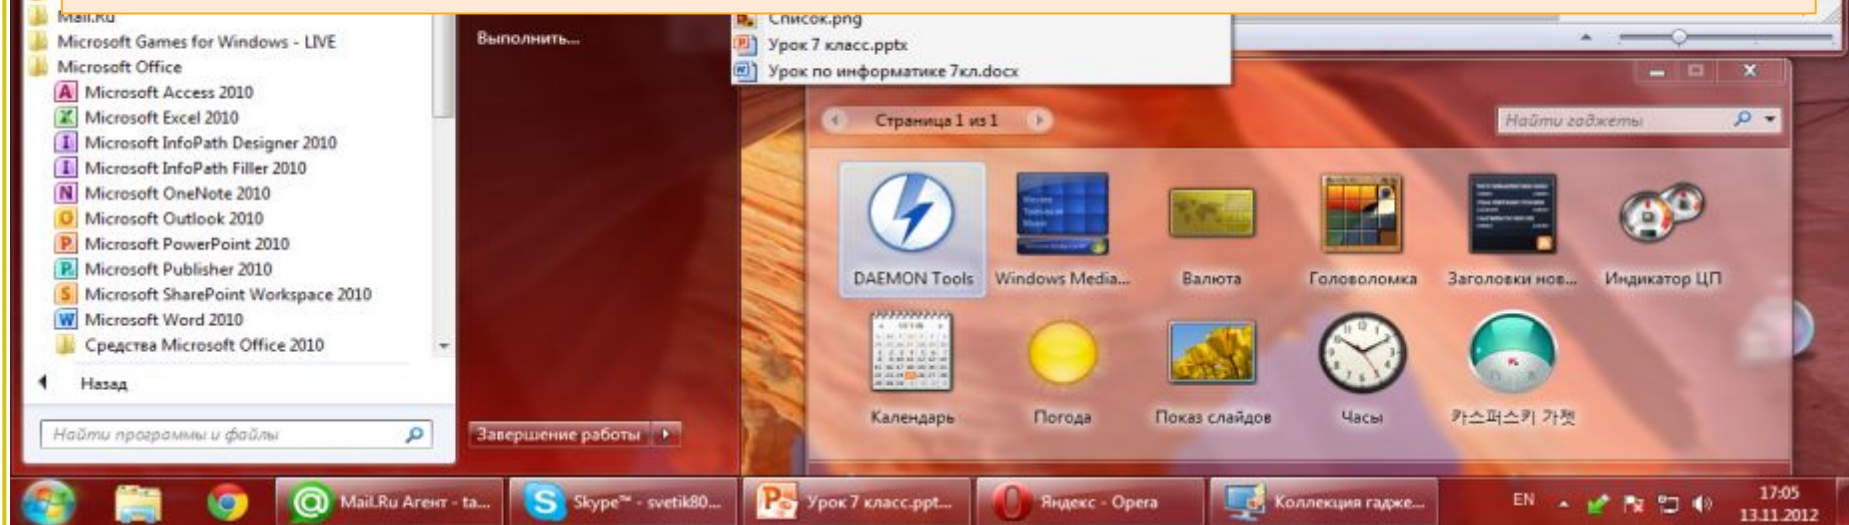 Mail.Ru
Microsoft Games for Windows - LIVE
Microsoft Office
Microsoft Access 2010
Microsoft Excel 2010
Microsoft InfoPath Designer 2010
Microsoft InfoPath Filler 2010
Microsoft OneNote 2010
Microsoft Outlook 2010
Microsoft PowerPoint 2010
Microsoft Publisher 2010
Microsoft SharePoint Workspace 2010
Microsoft Word 2010
Средства Microsoft Office 2010
Назад
Найти программы и файлы
Выполнить...
Завершение работы
Список.png
Урок 7 класс.pptx
Урок по информатике 7кл.docx
Страница 1 из 1
Найти гаджеты
DAEMON Tools
Windows Media...
Валюта
Головоломка
Заголовки нов...
Индикатор ЦП
Календарь
Погода
Показ слайдов
Часы
카스퍼스키 가젯
Mail.Ru Агент - ta...
Skype™ - svetik80...
Урок 7 класс.ppt...
Яндекс - Opera
Коллекция гадже...
EN
17:05
13.11.2012